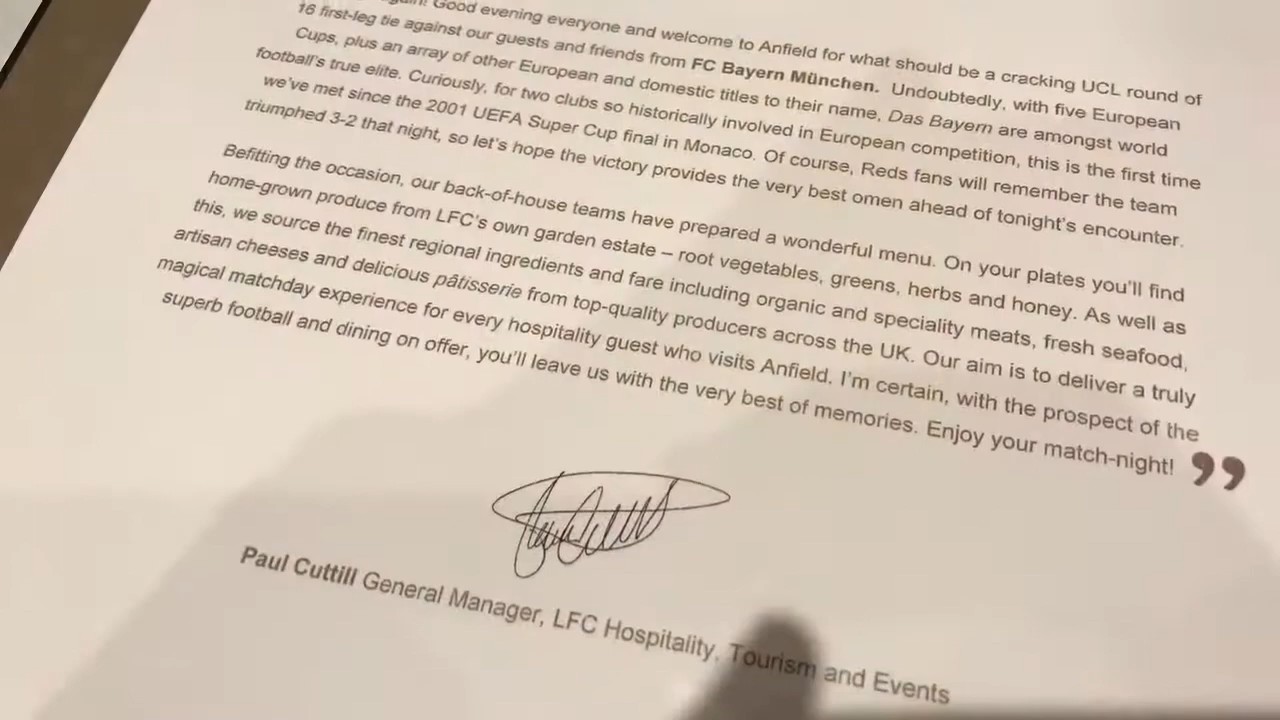 Good evening everyone and welcome to Anfield for what should be a cracking UCL round of
16 first-leg tie against our guests and friends from FC Bayern München. Undoubtedly, with five European
Cups, plus an array of other European and domestic titles to their name, Das Bayern are amongst world
football's true elite. Curiously, for two clubs so historically involved in European competition, this is the first time
we've met since the 2001 UEFA Super Cup final in Monaco. Of course, Reds fans will remember the team
triumphed 3-2 that night, so let's hope the victory provides the very best omen ahead of tonight's encounter.
Befitting the occasion, our back-of-house teams have prepared a wonderful menu. On your plates you'll find
home-grown produce from LFC's own garden estate – root vegetables, greens, herbs and honey. As well as
this, we source the finest regional ingredients and fare including organic and speciality meats, fresh seafood,
artisan cheeses and delicious pâtisserie from top-quality producers across the UK. Our aim is to deliver a truly
magical matchday experience for every hospitality guest who visits Anfield. I'm certain, with the prospect of the
superb football and dining on offer, you'll leave us with the very best of memories. Enjoy your match-night! ”
Paul Cuttill General Manager, LFC Hospitality, Tourism and Events